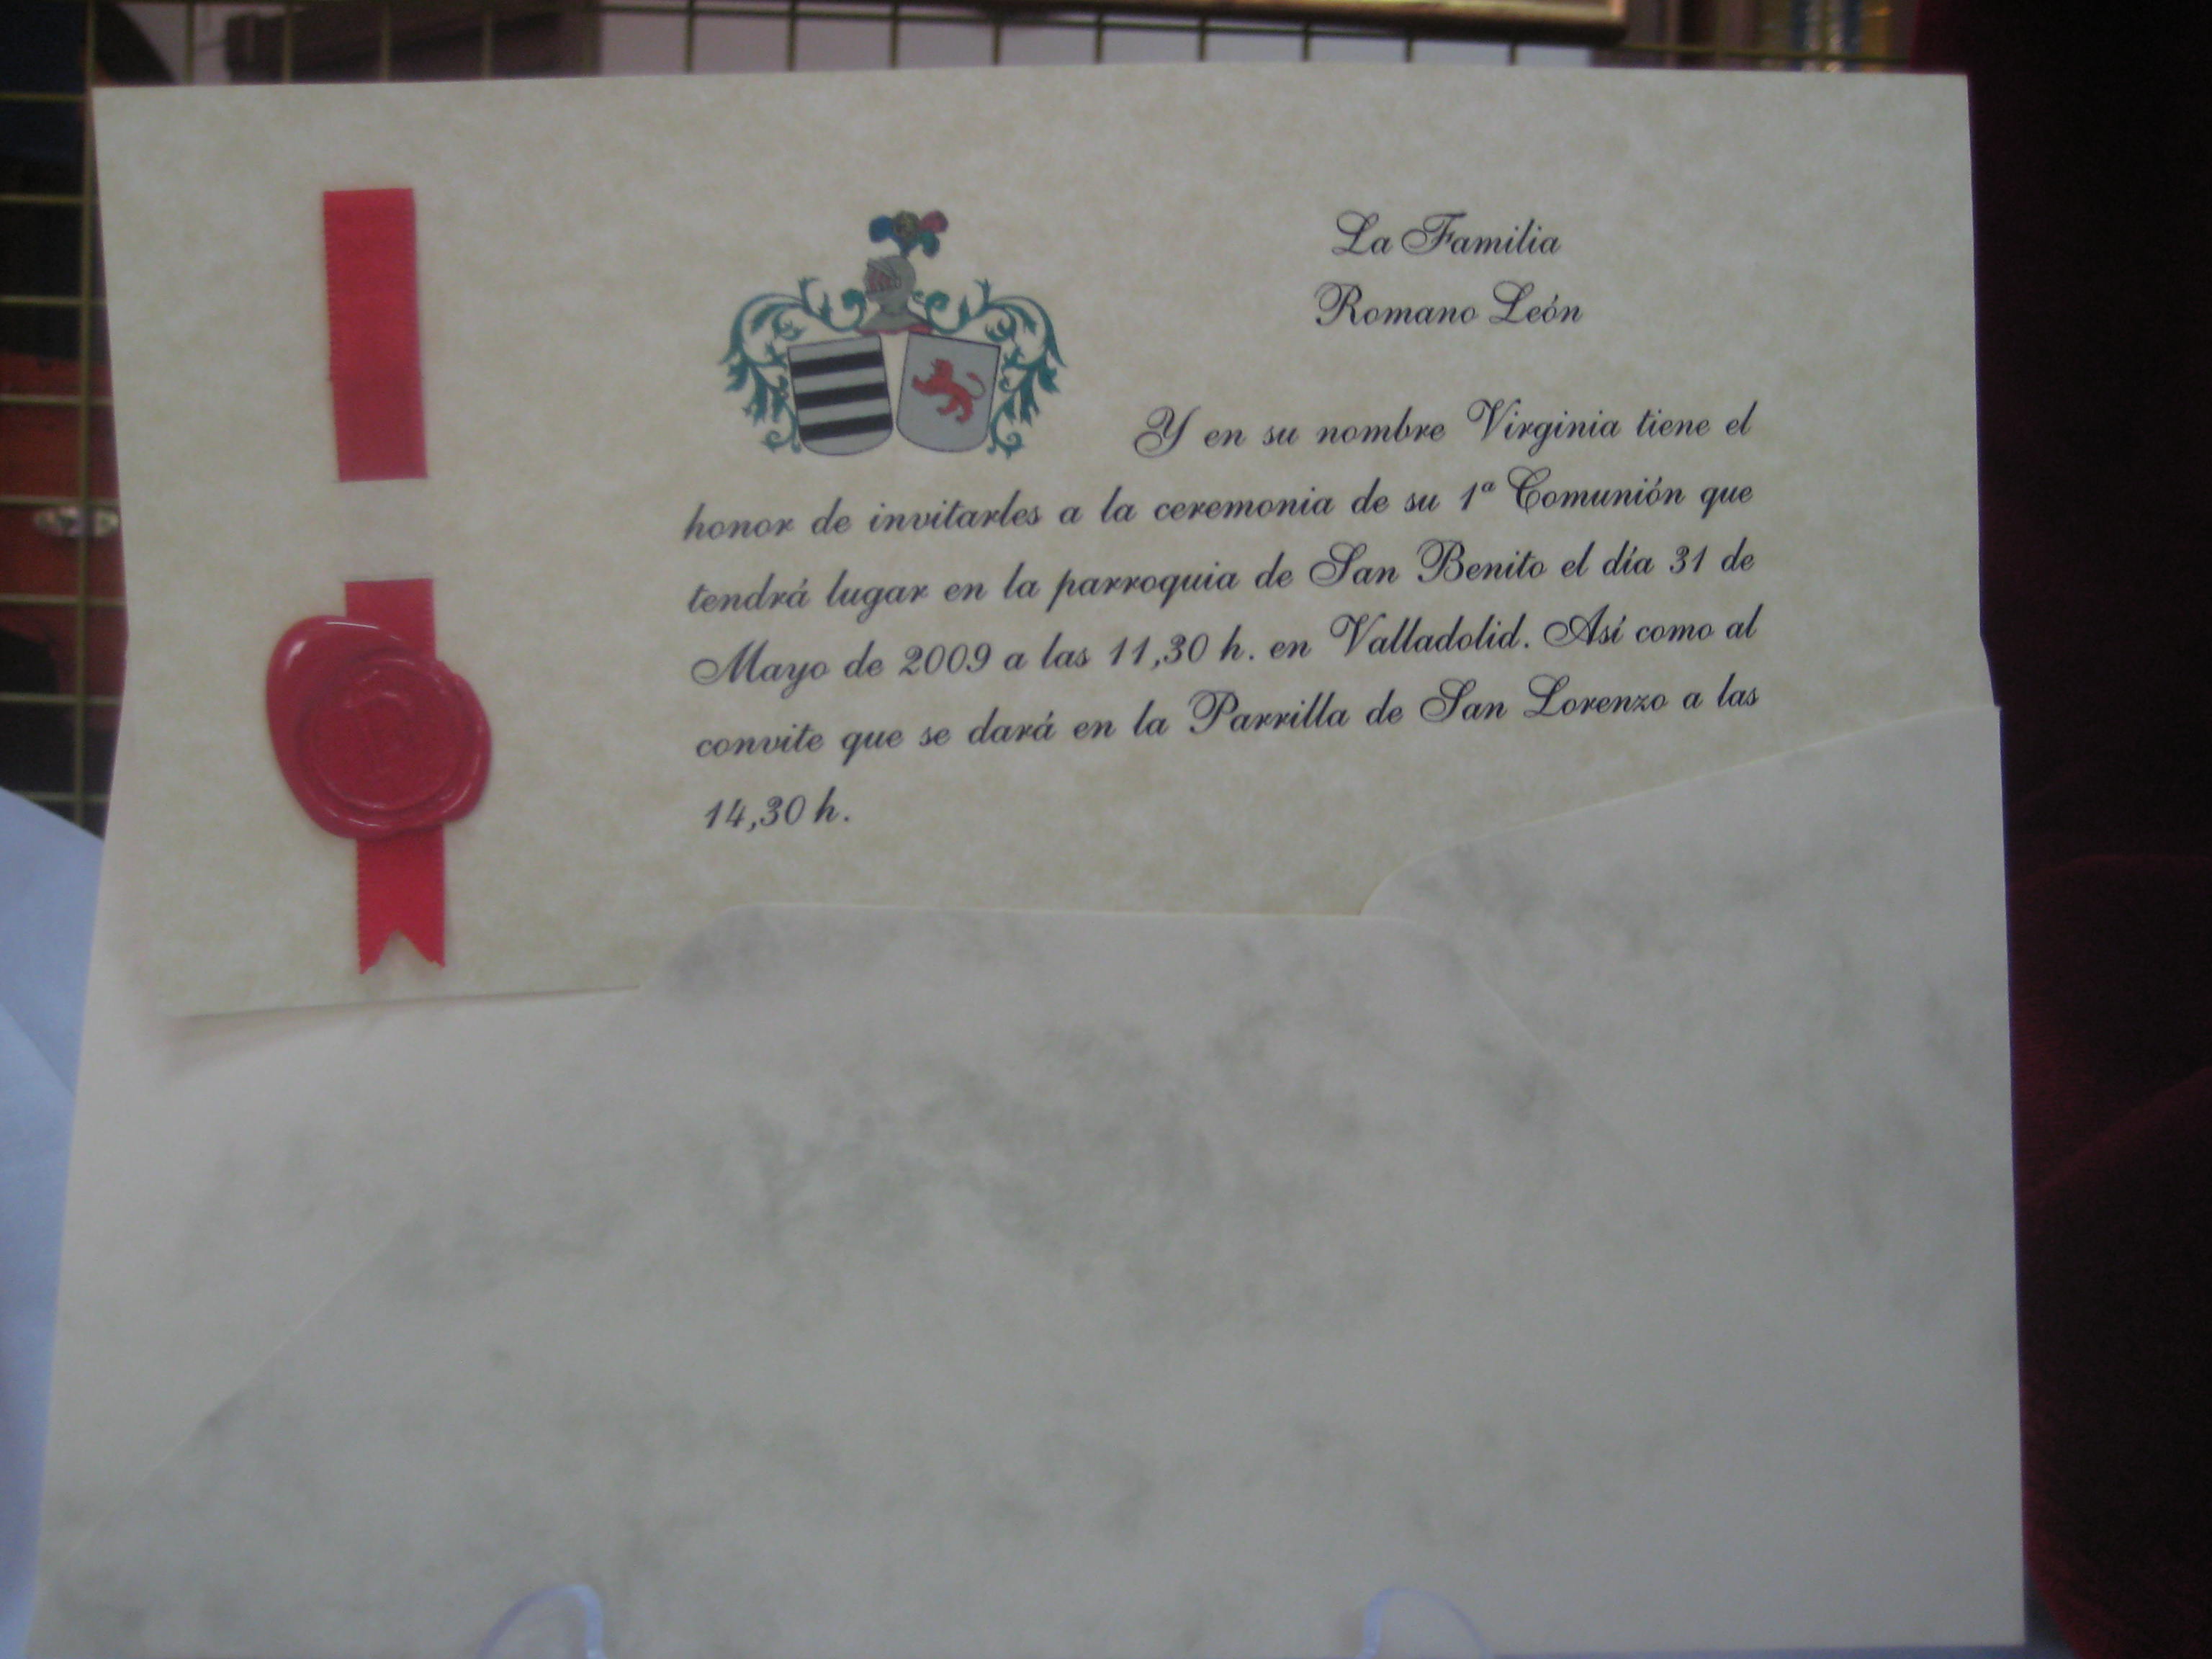 La Familia
Romano León
Y en su nombre Virginia tiene el
honor de invitarles a la ceremonia de su 1ª Comunión que
tendrá lugar en la parroquia de San Benito el día 31 de
Mayo de 2009 a las 11,30 h. en Valladolid. Así como al
convite que se dará en la Parrilla de San Lorenzo a las
14,30 h.